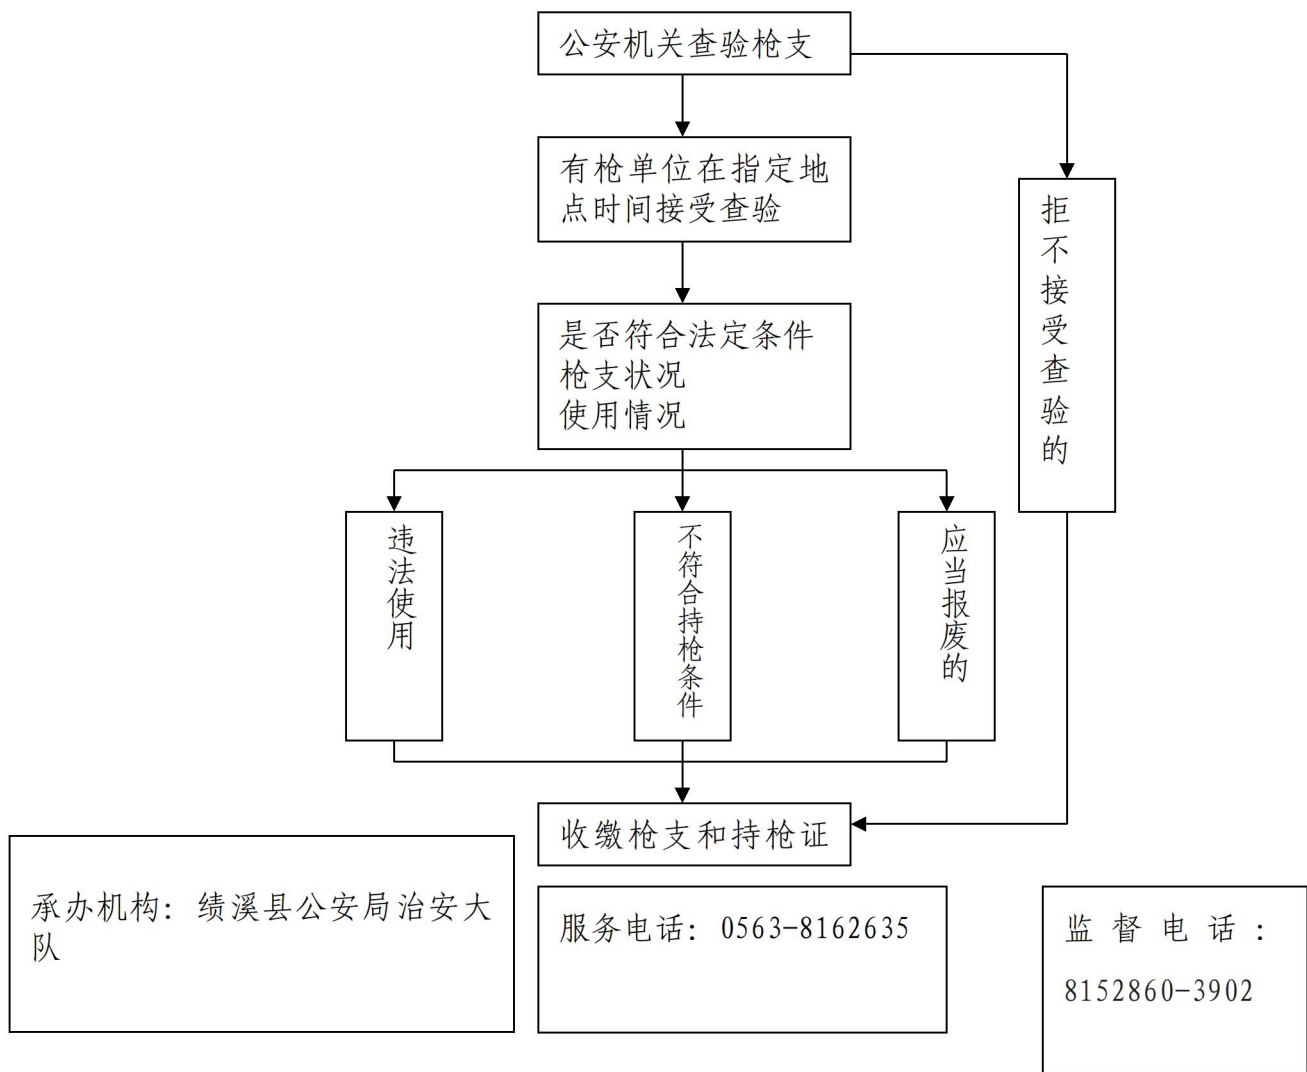 公安机关查验枪支
有枪单位在指定地
点时间接受查验
拒不接受查验的
是否符合法定条件
枪支状况
使用情况
违法使用
不符合持枪条件
应当报废的
收缴枪支和持枪证
承办机构：绩溪县公安局治安大
队
服务电话：0563-8162635
监督电话：
8152860-3902